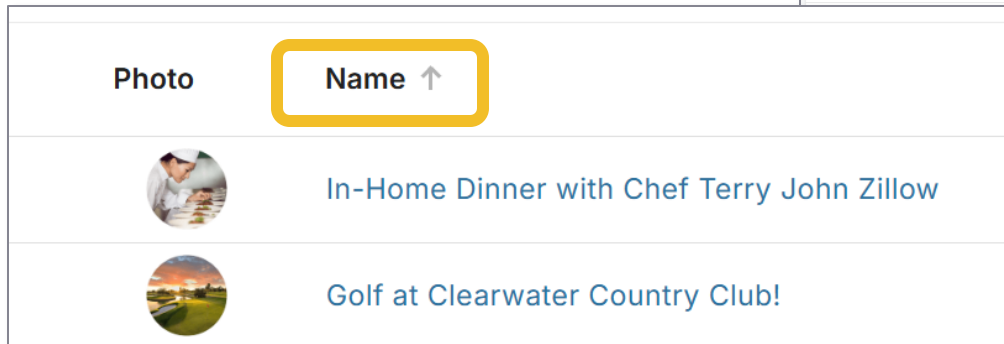 Photo Name ↑
In-Home Dinner with Chef Terry John Zillow
Golf at Clearwater Country Club!